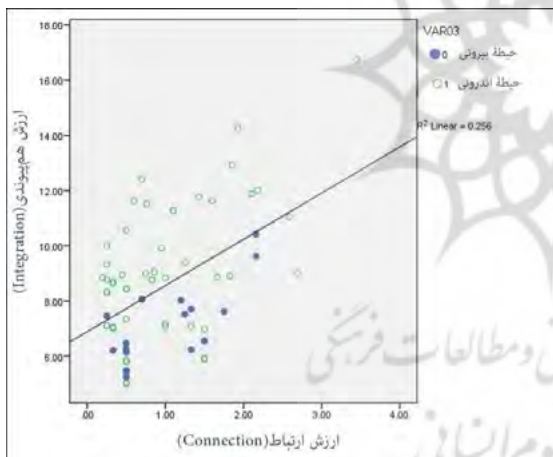 18.00
16.00
14.00
12.00
10.00
8.00
6.00
ارزش هم‌پیوندی(Integration)
.00 1.00 2.00 3.00 4.00
ارزش ارتباط(Connection)
VAR03
0 حیطهٔ بیرونی
1 حیطهٔ اندرونی
R² Linear = 0.256
ومطالعات فرهنگی